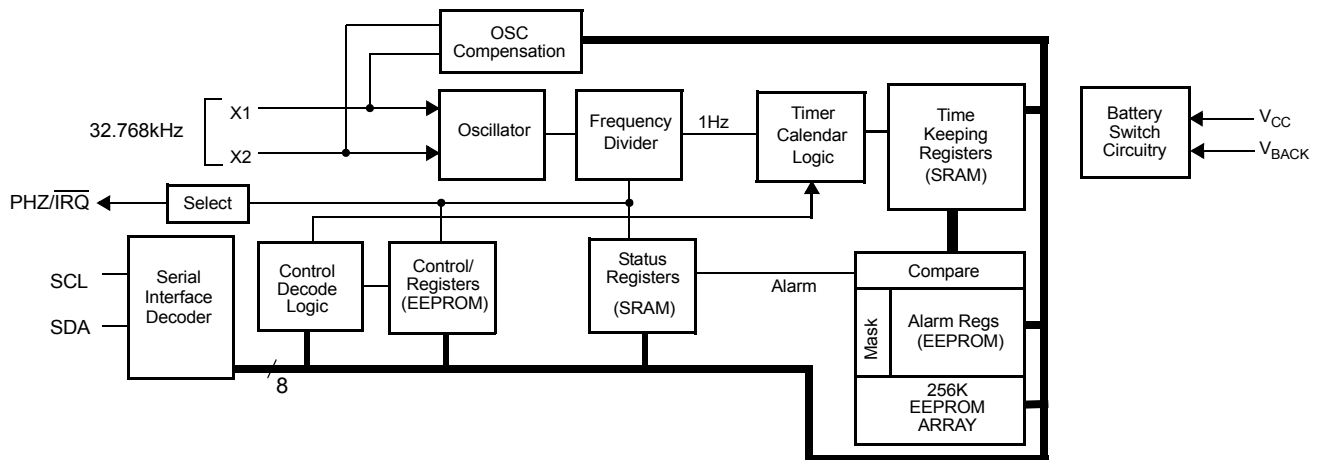 OSC
Compensation
32.768kHz
X1
X2
Oscillator
Frequency
Divider
1Hz
Timer
Calendar
Logic
Time
Keeping
Registers
(SRAM)
Battery
Switch
Circuitry
VCC
VBACK
PHZ/I̅R̅Q̅
Select
SCL
SDA
Serial
Interface
Decoder
Control
Decode
Logic
Control/
Registers
(EEPROM)
Status
Registers
(SRAM)
Alarm
Compare
Mask
Alarm Regs
(EEPROM)
256K
EEPROM
ARRAY
8